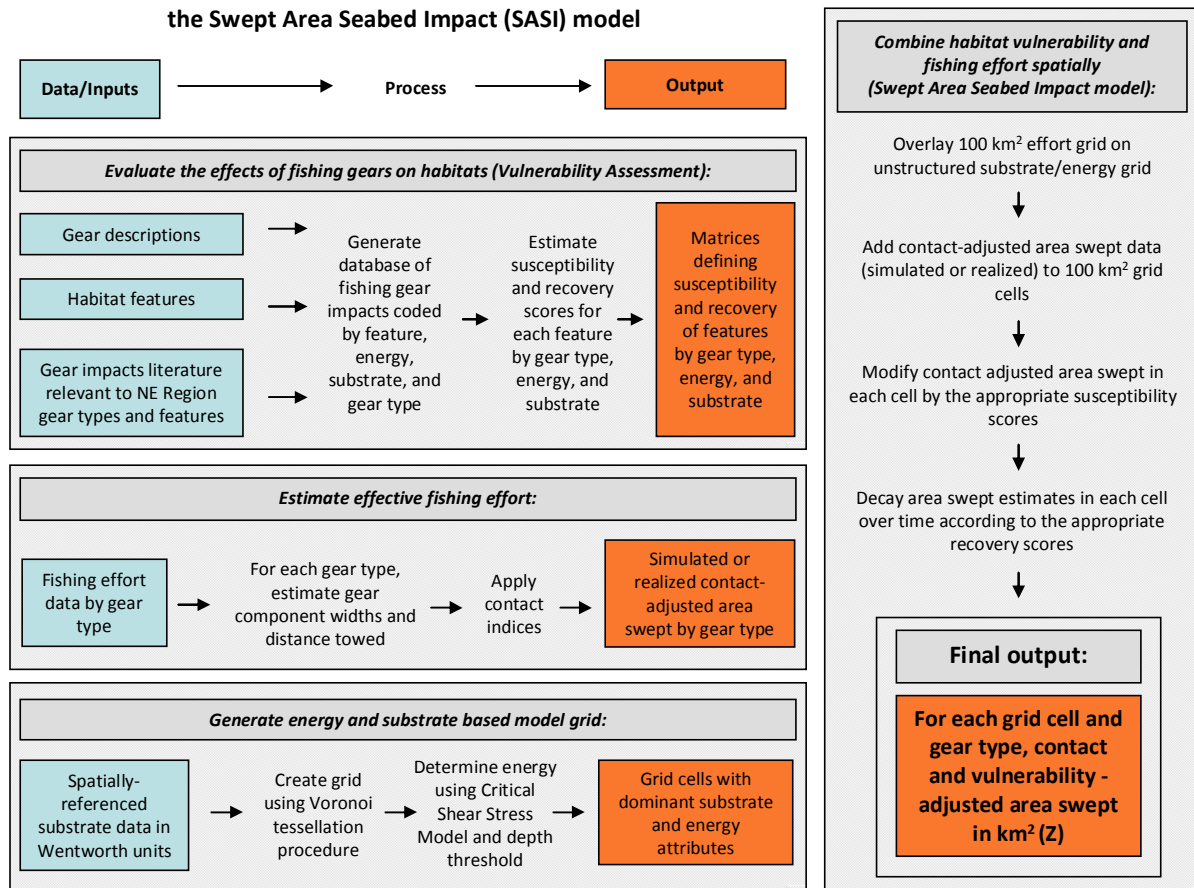 the Swept Area Seabed Impact (SASI) model
Data/Inputs
Process
Output
Evaluate the effects of fishing gears on habitats (Vulnerability Assessment):
Gear descriptions
Habitat features
Gear impacts literature
relevant to NE Region
gear types and features
Generate
database of
fishing gear
impacts coded
by feature,
energy,
substrate, and
gear type
Estimate
susceptibility
and recovery
scores for
each feature
by gear type,
energy, and
substrate
Matrices
defining
susceptibility
and recovery
of features
by gear type,
energy, and
substrate
Estimate effective fishing effort:
Fishing effort
data by gear
type
For each gear type,
estimate gear
component widths and
distance towed
Apply
contact
indices
Simulated or
realized contact-
adjusted area
swept by gear type
Generate energy and substrate based model grid:
Spatially-
referenced
substrate data in
Wentworth units
Create grid
using Voronoi
tessellation
procedure
Determine energy
using Critical
Shear Stress
Model and depth
threshold
Grid cells with
dominant substrate
and energy
attributes
Combine habitat vulnerability and
fishing effort spatially
(Swept Area Seabed Impact model):
Overlay 100 km² effort grid on
unstructured substrate/energy grid
Add contact-adjusted area swept data
(simulated or realized) to 100 km² grid
cells
Modify contact adjusted area swept in
each cell by the appropriate susceptibility
scores
Decay area swept estimates in each cell
over time according to the appropriate
recovery scores
Final output:
For each grid cell and
gear type, contact
and vulnerability -
adjusted area swept
in km² (Z)